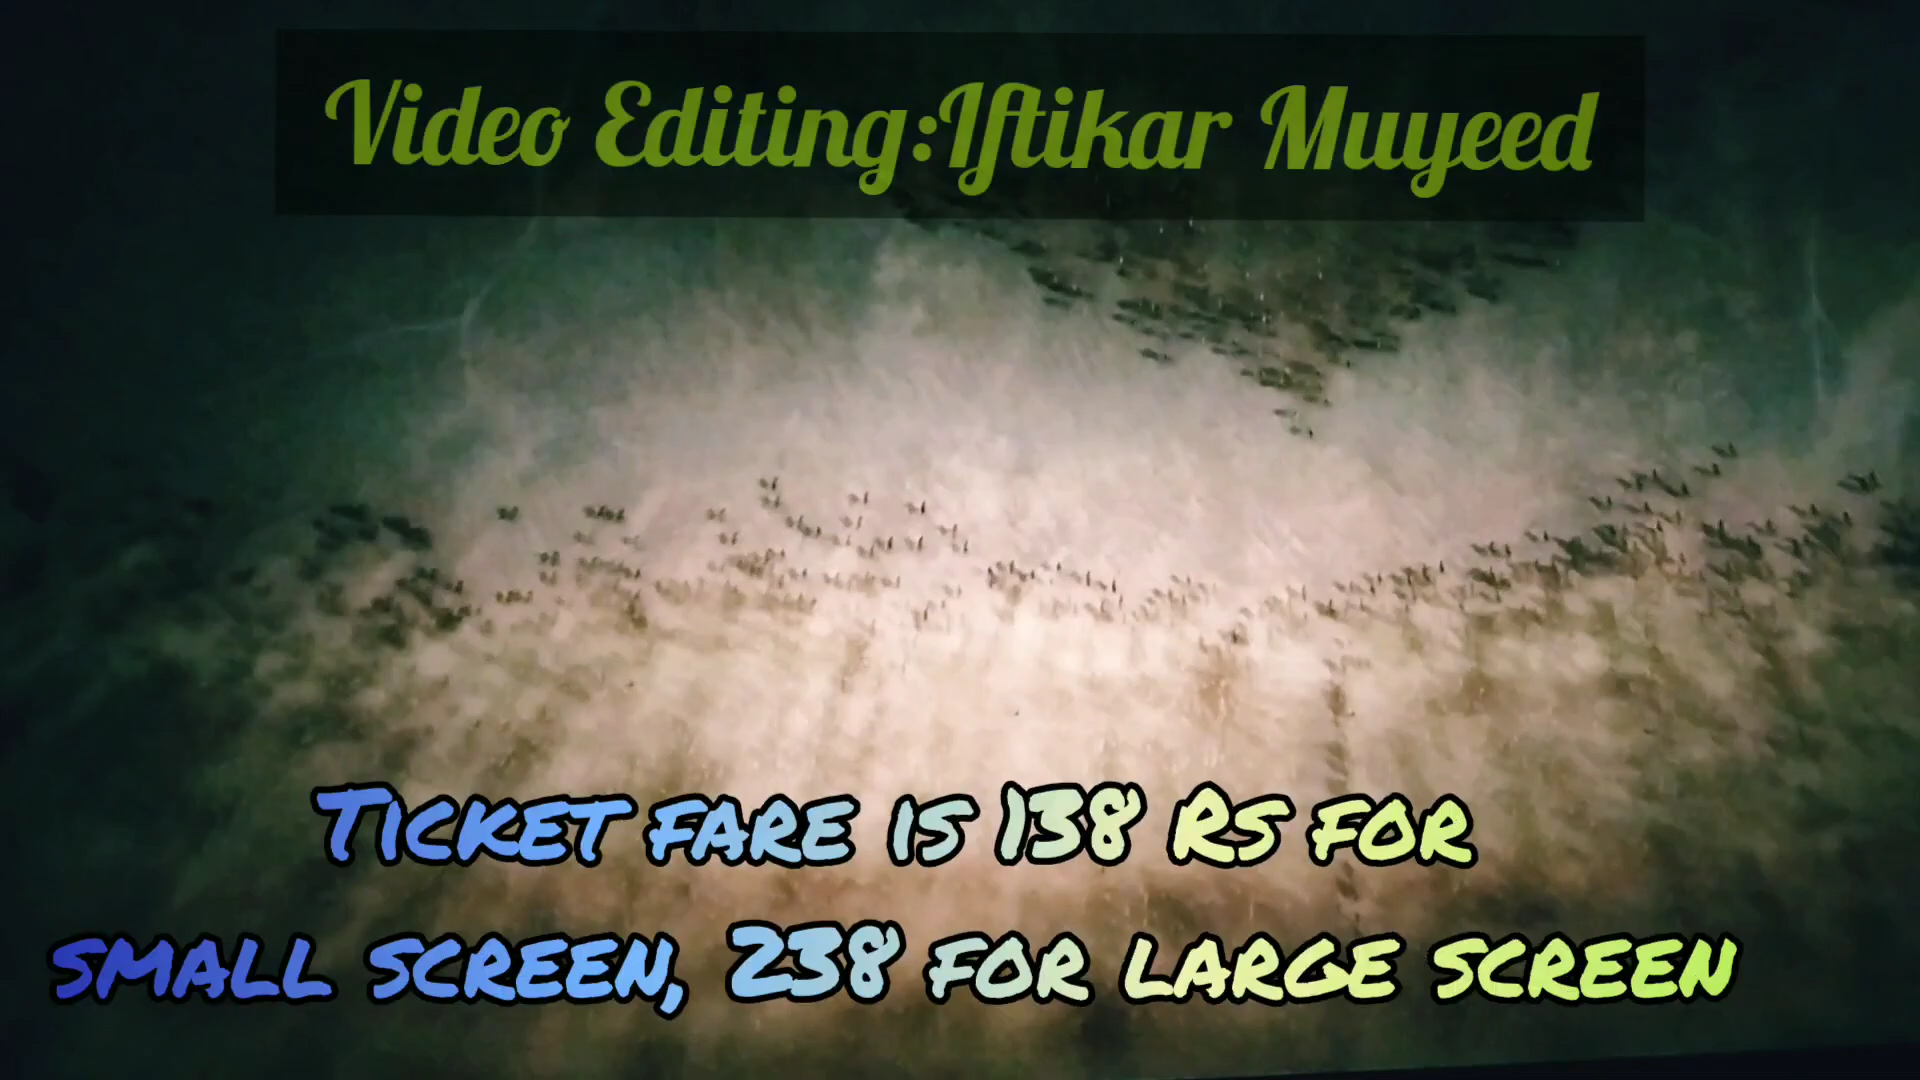 Video Editing:Iftikar Muyeed
Ticket fare is 138 Rs for
small screen, 238 for large screen